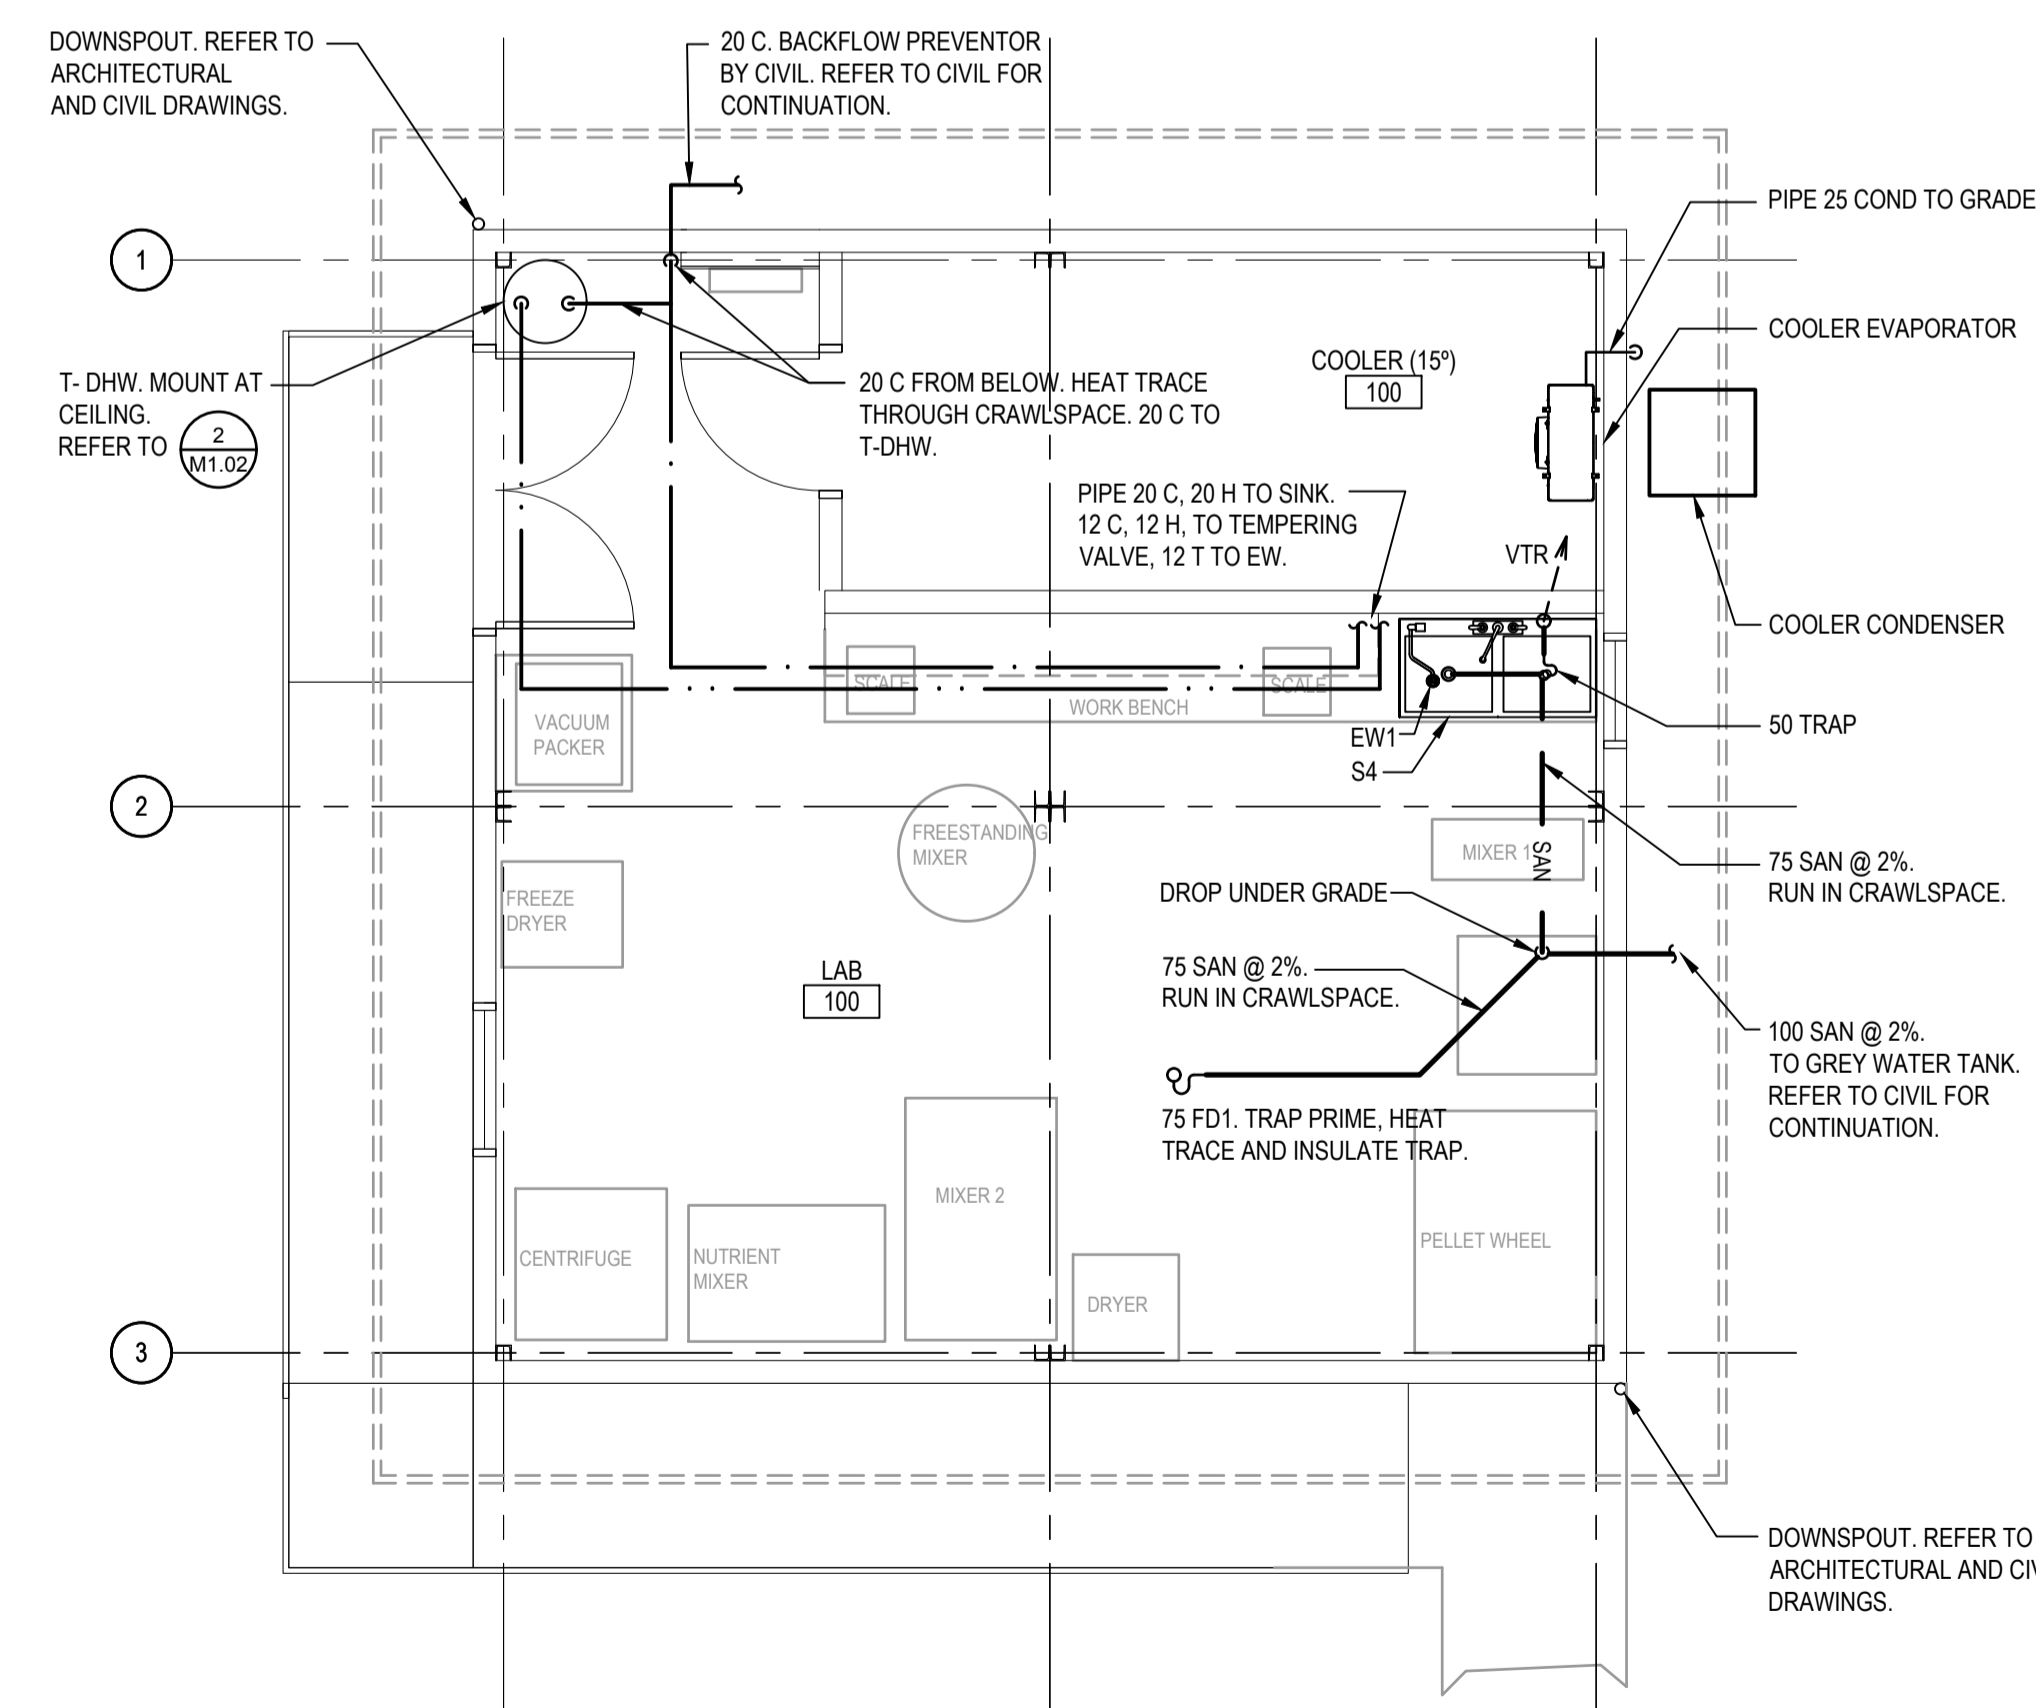 DOWNSPOUT. REFER TO
ARCHITECTURAL
AND CIVIL DRAWINGS.
20 C. BACKFLOW PREVENTOR
BY CIVIL. REFER TO CIVIL FOR
CONTINUATION.
PIPE 25 COND TO GRADE
1
COOLER EVAPORATOR
T- DHW. MOUNT AT
CEILING.
REFER TO
2
M1.02
20 C FROM BELOW. HEAT TRACE
THROUGH CRAWLSPACE. 20 C TO
T-DHW.
COOLER (15º)
100
PIPE 20 C, 20 H TO SINK.
12 C, 12 H, TO TEMPERING
VALVE, 12 T TO EW.
VTR
COOLER CONDENSER
SCALE
SCALE
WORK BENCH
VACUUM
PACKER
EW1
S4
50 TRAP
2
FREESTANDING
MIXER
MIXER 1
SAN
75 SAN @ 2%.
RUN IN CRAWLSPACE.
FREEZE
DRYER
DROP UNDER GRADE
LAB
100
75 SAN @ 2%.
RUN IN CRAWLSPACE.
100 SAN @ 2%.
TO GREY WATER TANK.
REFER TO CIVIL FOR
CONTINUATION.
75 FD1. TRAP PRIME, HEAT
TRACE AND INSULATE TRAP.
MIXER 2
CENTRIFUGE
NUTRIENT
MIXER
PELLET WHEEL
DRYER
3
DOWNSPOUT. REFER TO
ARCHITECTURAL AND CIV
DRAWINGS.